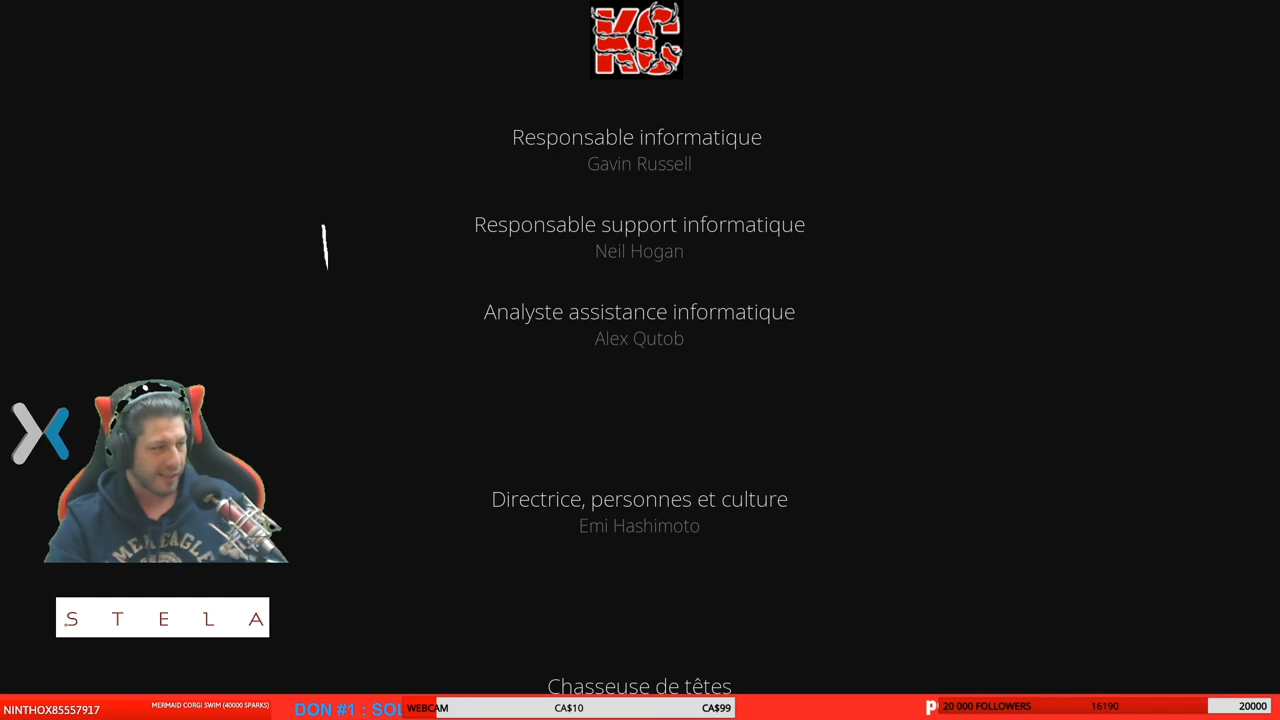 KC
Responsable informatique
Gavin Russell
Responsable support informatique
Neil Hogan
Analyste assistance informatique
Alex Qutob
Directrice, personnes et culture
Emi Hashimoto
Chasseuse de têtes
STELA
NINTHOX85557917
MERMAID CORGI SWIM (40000 SPARKS)
DON #1 : SOL
WEBCAM CA$10 CA$99
20 000 FOLLOWERS 16190 20000